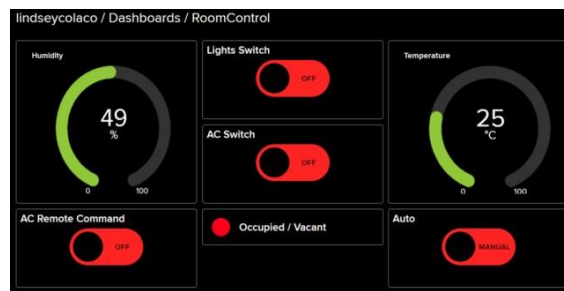 lindseycolaco / Dashboards / RoomControl
Humidity
49
%
0 100
Lights Switch
OFF
AC Switch
OFF
Temperature
25
°C
0 100
AC Remote Command
OFF
Occupied / Vacant
Auto
MANUAL